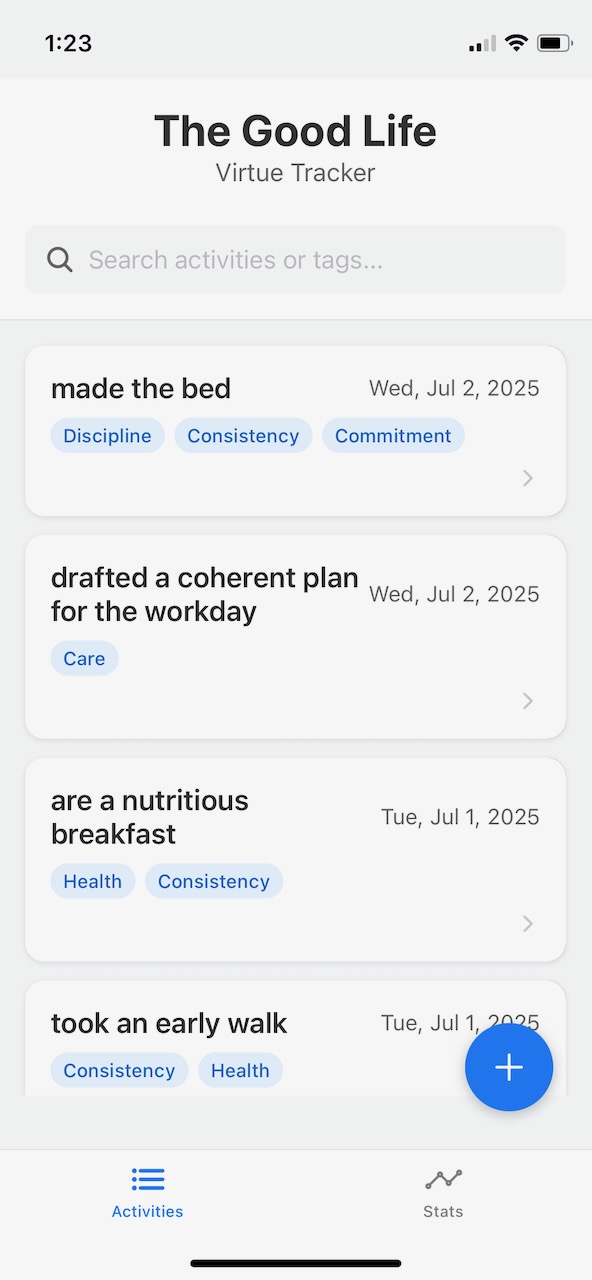 1:23
The Good Life
Virtue Tracker
Search activities or tags...
made the bed
Wed, Jul 2, 2025
Discipline
Consistency
Commitment
drafted a coherent plan
for the workday
Wed, Jul 2, 2025
Care
are a nutritious
breakfast
Tue, Jul 1, 2025
Health
Consistency
took an early walk
Tue, Jul 1, 2025
Consistency
Health
Activities
Stats